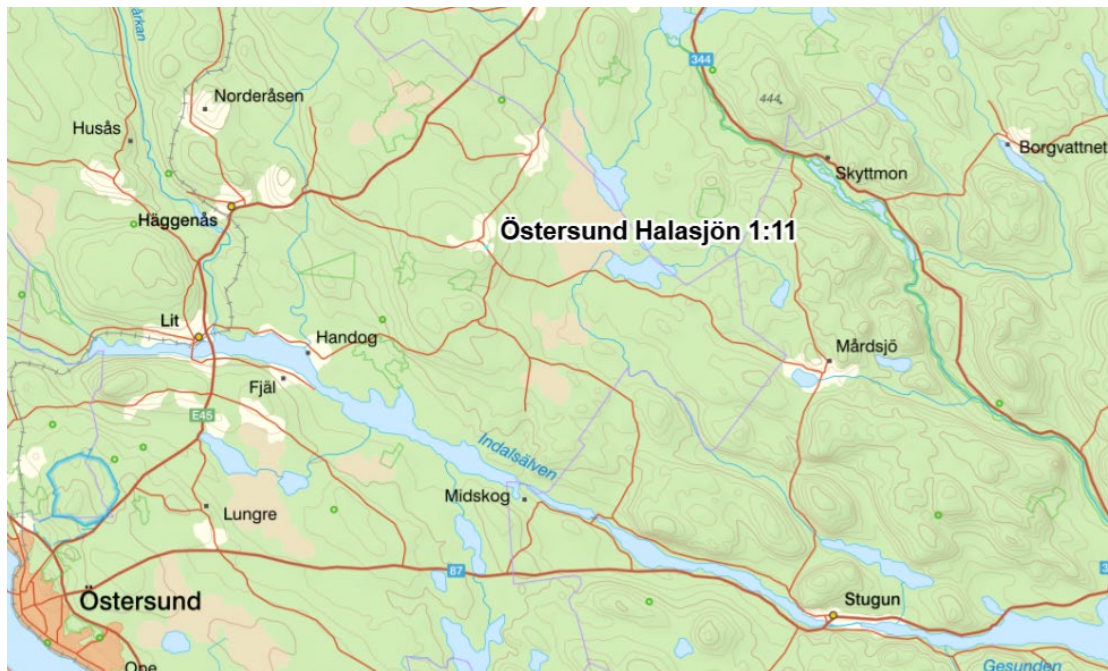 344
444
Norderåsen
Husås
Borgvattnet
Skyttmon
Häggenås
Östersund Halasjön 1:11
Lit
Handog
Mårdsjö
Fjäl
E45
Indalsälven
Midskog
Lungre
87
Östersund
Stugun
Gesunden